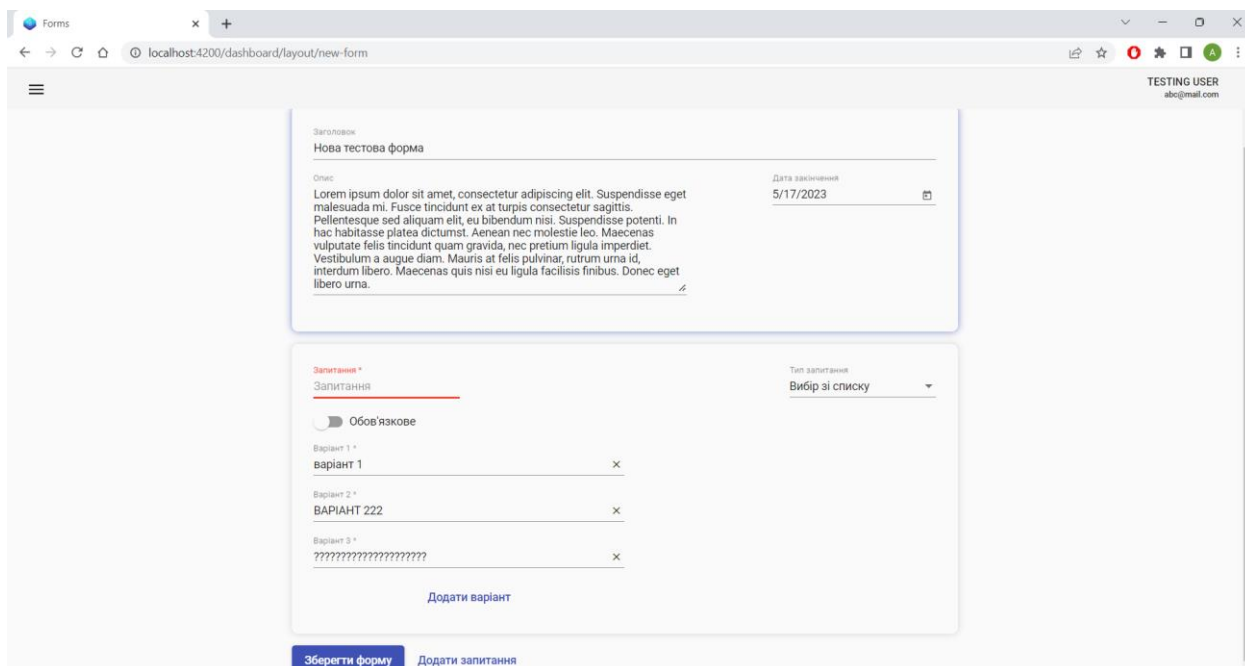 Forms
localhost:4200/dashboard/layout/new-form
A
TESTING USER
abc@mail.com
Заголовок
Нова тестова форма
Опис
Lorem ipsum dolor sit amet, consectetur adipiscing elit. Suspendisse eget
malesuada mi. Fusce tincidunt ex at turpis consectetur sagittis.
Pellentesque sed aliquam elit, eu bibendum nisi. Suspendisse potenti. In
hac habitasse platea dictumst. Aenean nec molestie leo. Maecenas
vulputate felis tincidunt quam gravida, nec pretium ligula imperdiet.
Vestibulum a augue diam. Mauris at felis pulvinar, rutrum urna id,
interdum libero. Maecenas quis nisi eu ligula facilisis finibus. Donec eget
libero urna.
Дата закінчення
5/17/2023
Запитання *
Запитання
Тип запитання
Вибір зі списку
Обов'язкове
Варіант 1 *
варіант 1
Варіант 2 *
ВАРІАНТ 222
Варіант 3 *
?????????????????????
Додати варіант
Зберегти форму Додати запитання